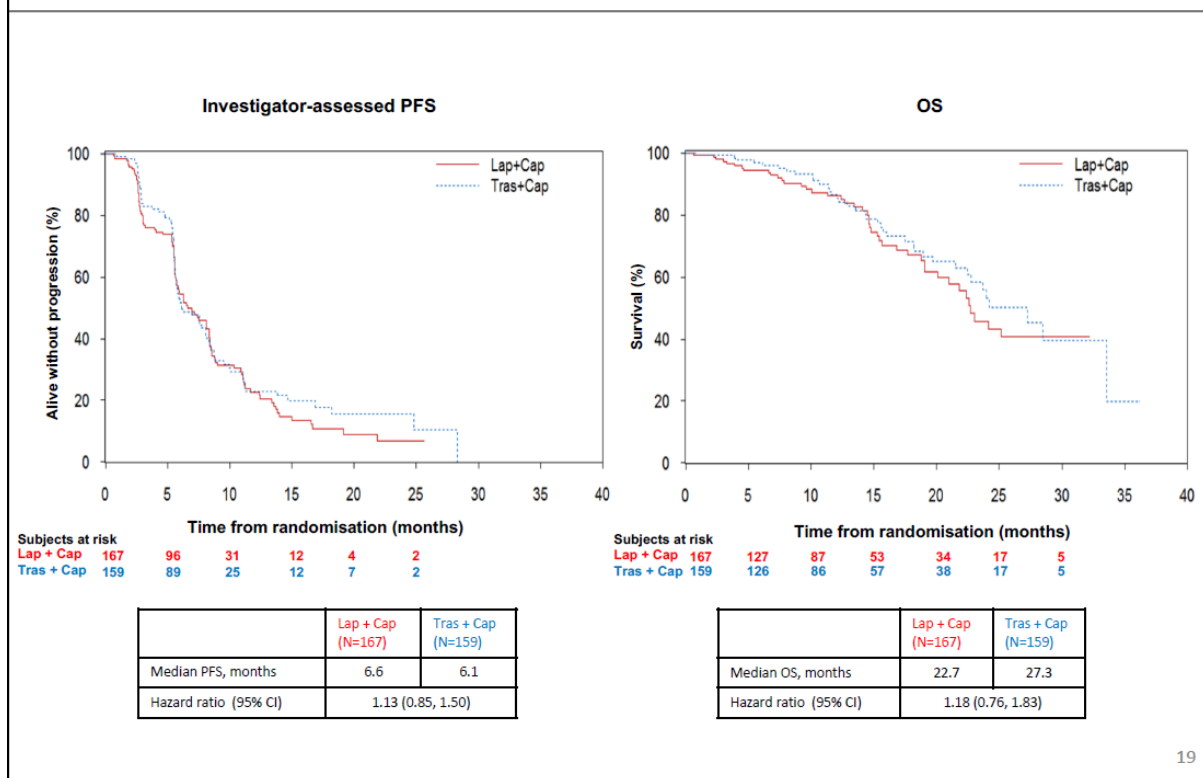 Investigator-assessed PFS
Alive without progression (%)
100
80
60
40
20
0
Lap+Cap
Tras+Cap
0 5 10 15 20 25 30 35 40
Time from randomisation (months)
Subjects at risk
Lap + Cap 167 96 31 12 4 2
Tras + Cap 159 89 25 12 7 2
Lap + Cap (N=167)
Tras + Cap (N=159)
Median PFS, months 6.6 6.1
Hazard ratio (95% CI) 1.13 (0.85, 1.50)
OS
Survival (%)
100
80
60
40
20
0
Lap+Cap
Tras+Cap
0 5 10 15 20 25 30 35 40
Time from randomisation (months)
Subjects at risk
Lap + Cap 167 127 87 53 34 17 5
Tras + Cap 159 126 86 57 38 17 5
Lap + Cap (N=167)
Tras + Cap (N=159)
Median OS, months 22.7 27.3
Hazard ratio (95% CI) 1.18 (0.76, 1.83)
19